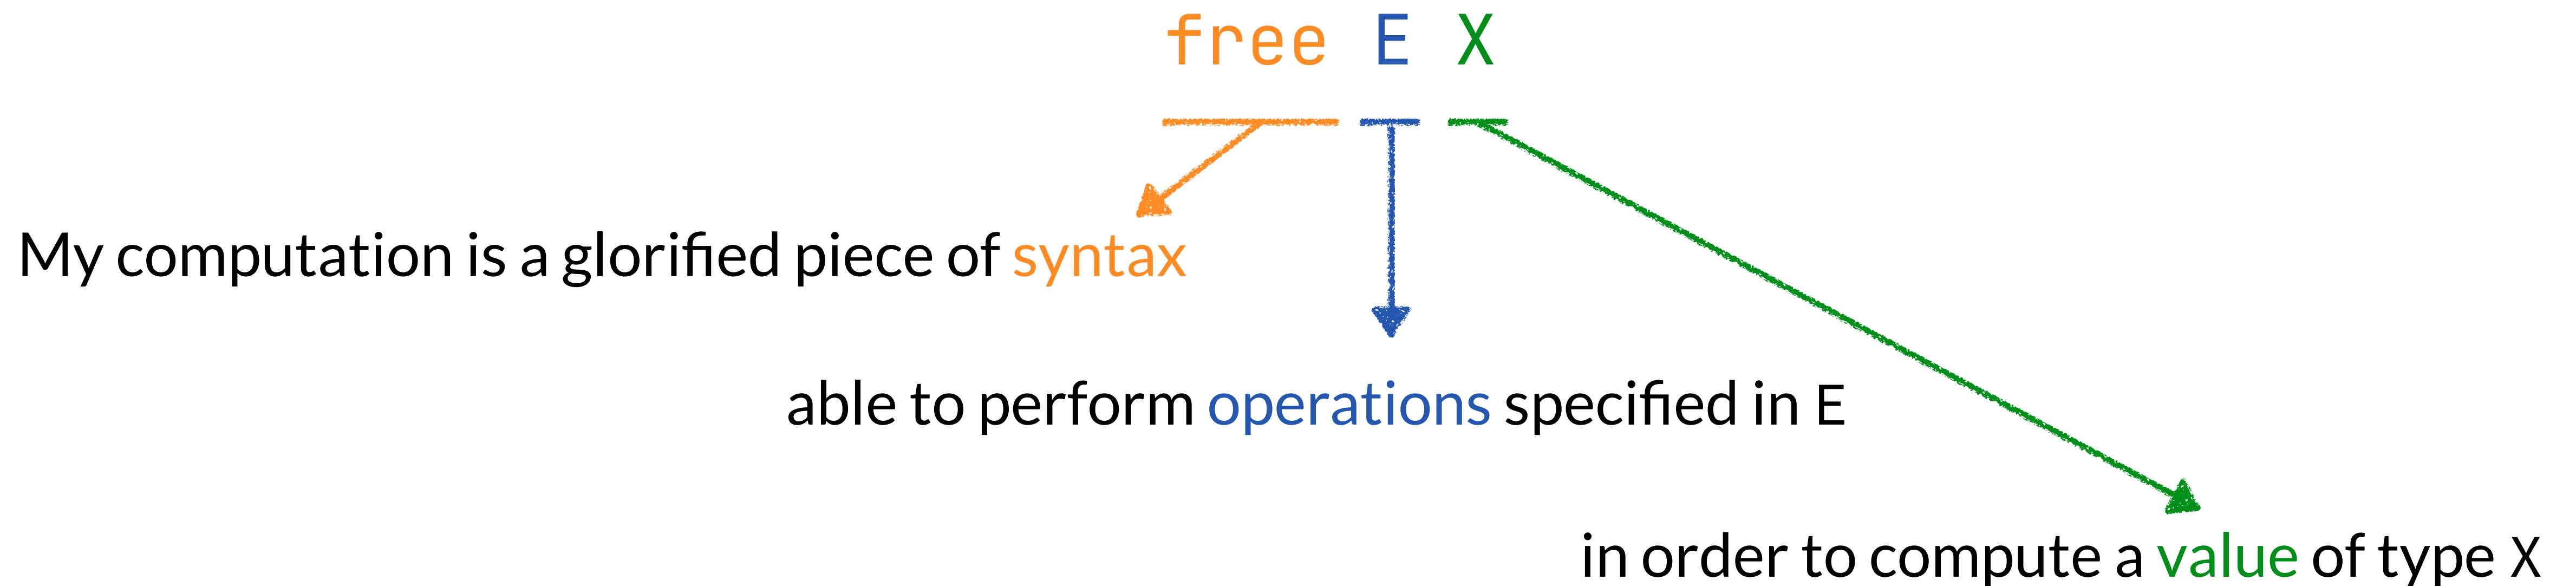 free E X
My computation is a glorified piece of syntax
able to perform operations specified in E
in order to compute a value of type X